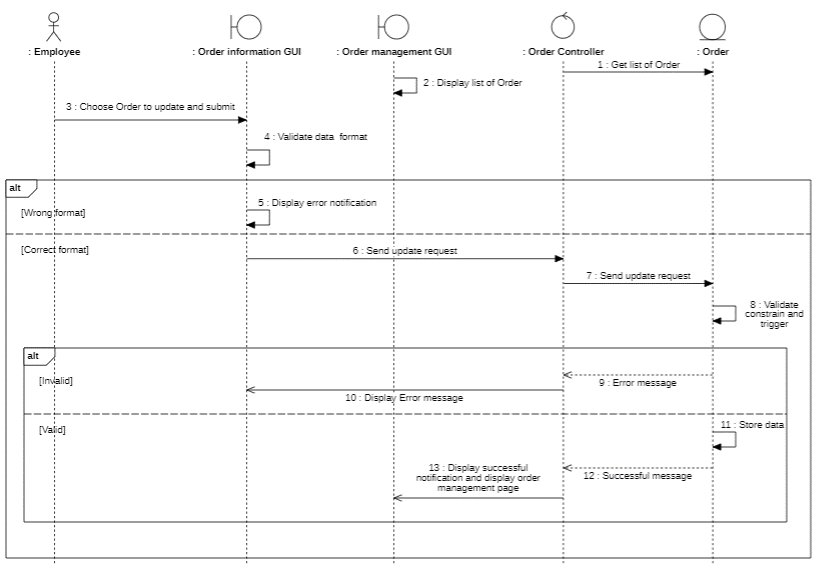 : Employee
: Order information GUI
: Order management GUI
: Order Controller
: Order
1 : Get list of Order
2 : Display list of Order
3 : Choose Order to update and submit
4 : Validate data format
alt
[Wrong format]
5 : Display error notification
[Correct format]
6 : Send update request
7 : Send update request
8 : Validate
constrain and
trigger
alt
[Invalid]
9 : Error message
10 : Display Error message
[Valid]
11 : Store data
12 : Successful message
13 : Display successful
notification and display order
management page